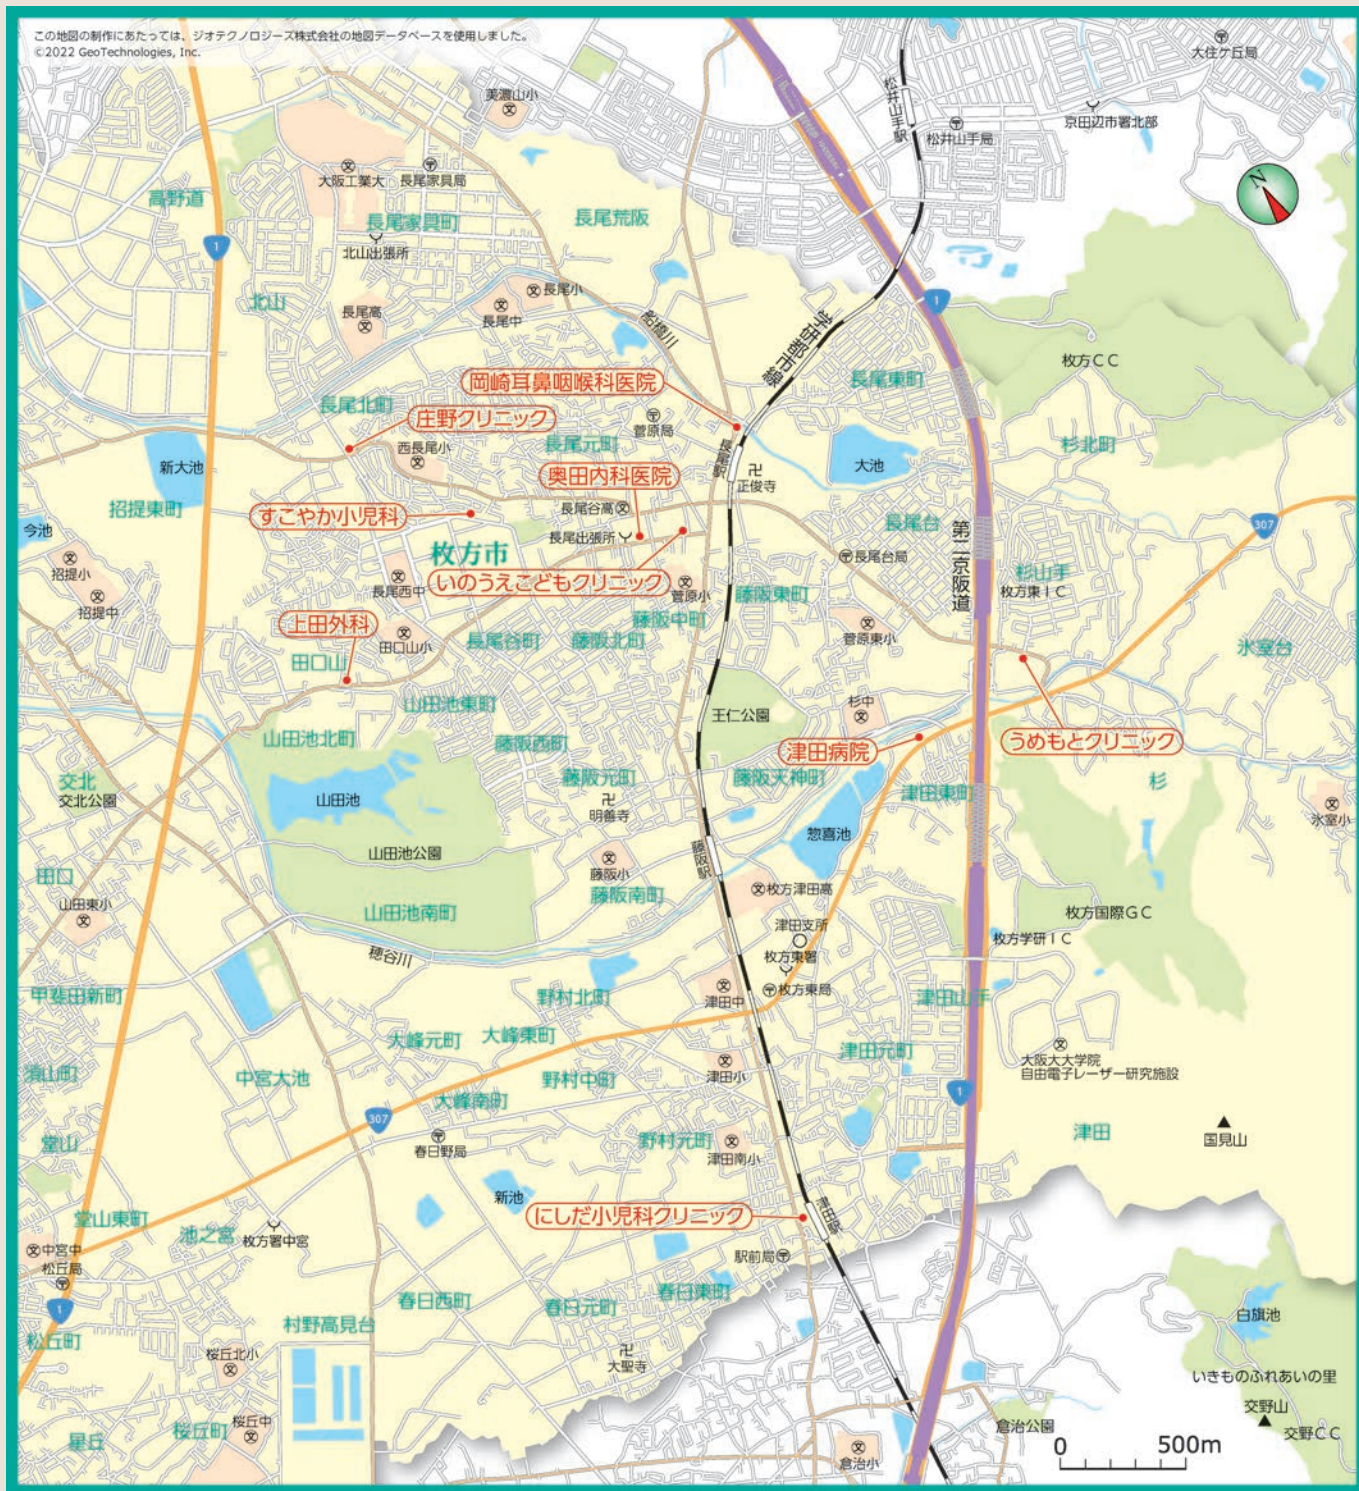 この地図の制作にあたっては、ジオテクノロジーズ株式会社の地図データベースを使用しました。
©2022 GeoTechnologies, Inc.
大住ケ丘局
美濃山小
松井山手駅
松井山手局
京田辺市署北部
N
大阪工業大
長尾家具局
高野道
長尾家具町
長尾荒阪
1
北山出張所
北山
長尾小
長尾中
長尾高
船橋川
学研都市線
1
枚方CC
岡崎耳鼻咽喉科医院
長尾東町
長尾北町
庄野クリニック
菅原局
西長尾小
長尾元町
長尾駅
杉北町
新大池
奥田内科医院
正俊寺
大池
招提東町
すこやか小児科
長尾谷高
長尾台
第二京阪道
307
今池
長尾出張所
枚方市
長尾台局
招提小
長尾西中
いのうえこどもクリニック
菅原小
藤阪東町
杉山手
枚方東IC
招提中
上田外科
藤阪中町
田口山小
長尾谷町
藤阪北町
菅原東小
氷室台
田口山
山田池東町
王仁公園
杉中
山田池北町
藤阪西町
津田病院
うめもとクリニック
交北
交北公園
藤阪元町
藤阪天神町
津田東町
杉
山田池
明善寺
惣喜池
氷室小
山田池公園
藤阪駅
田口
藤阪小
藤阪南町
枚方津田高
山田東小
山田池南町
津田支所
枚方国際GC
穂谷川
枚方東署
枚方学研IC
甲斐田新町
野村北町
津田中
枚方東局
津田山手
大峰元町
大峰東町
津田元町
大阪大大学院
自由電子レーザー研究施設
須山町
中宮大池
野村中町
津田小
大峰南町
1
307
堂山
春日野局
野村元町
津田南小
津田
国見山
新池
堂山東町
池之宮
枚方署中宮
にしだ小児科クリニック
津田駅
中宮中
松丘局
駅前局
1
春日西町
春日元町
春日東町
松丘町
村野高見台
白旗池
桜丘北小
大聖寺
いきものふれあいの里
交野山
星丘
桜丘町
桜丘中
倉治公園
交野CC
倉治小
0 500m